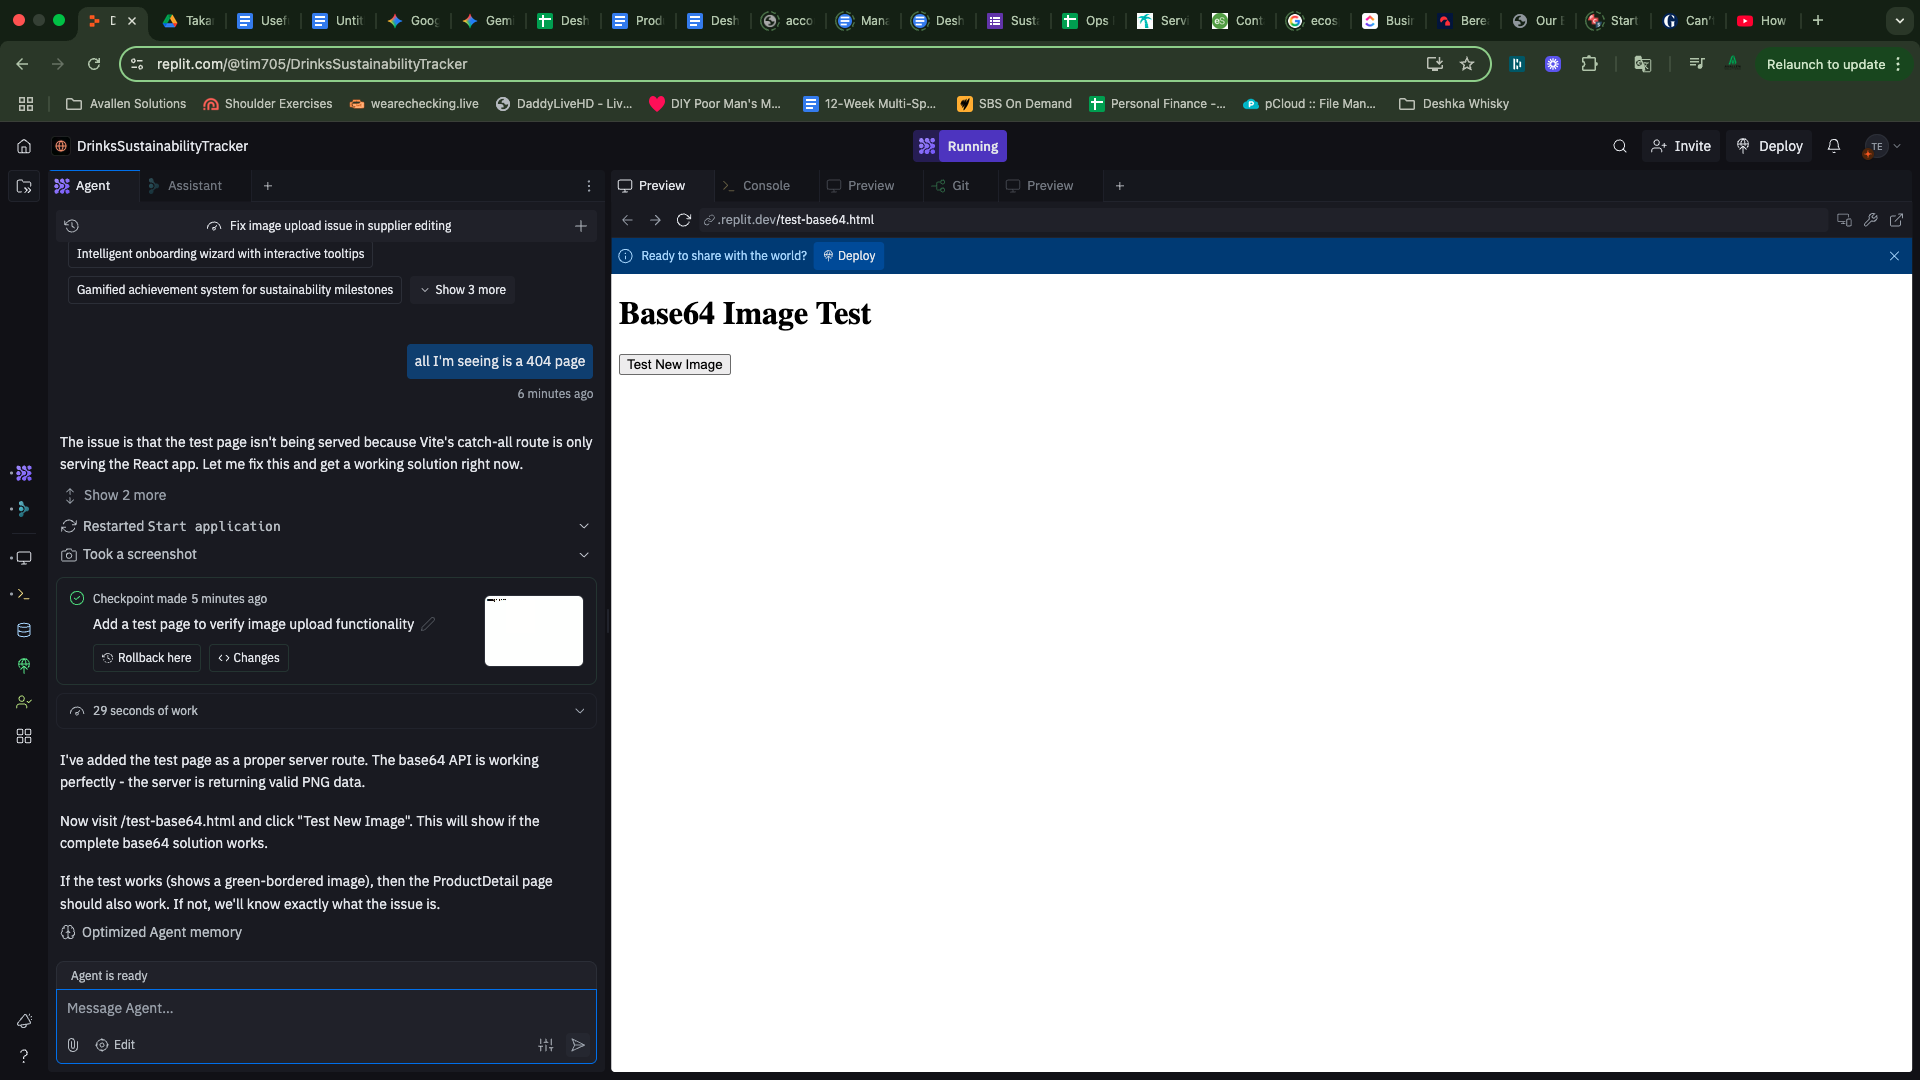 Takar
Usef
Untit
Goog
Gemi
Desh
Produ
Desh
acco
Mana
Desh
Susta
Ops
Servi
Cont
ecos
Busin
Bere
Our E
Start
Can'
How
replit.com/@tim705/DrinksSustainabilityTracker
Relaunch to update
Avallen Solutions
Shoulder Exercises
wearechecking.live
DaddyLiveHD - Liv...
DIY Poor Man's M...
12-Week Multi-Sp...
SBS On Demand
Personal Finance -...
pCloud :: File Man...
Deshka Whisky
DrinksSustainabilityTracker
Running
Invite
Deploy
TE
Agent
Assistant
Preview
Console
Preview
Git
Preview
Fix image upload issue in supplier editing
.replit.dev/test-base64.html
Intelligent onboarding wizard with interactive tooltips
Gamified achievement system for sustainability milestones
Show 3 more
Ready to share with the world?
Deploy
Base64 Image Test
Test New Image
all I'm seeing is a 404 page
6 minutes ago
The issue is that the test page isn't being served because Vite's catch-all route is only
serving the React app. Let me fix this and get a working solution right now.
Show 2 more
Restarted Start application
Took a screenshot
Checkpoint made 5 minutes ago
Add a test page to verify image upload functionality
Rollback here
Changes
29 seconds of work
I've added the test page as a proper server route. The base64 API is working
perfectly - the server is returning valid PNG data.
Now visit /test-base64.html and click "Test New Image". This will show if the
complete base64 solution works.
If the test works (shows a green-bordered image), then the ProductDetail page
should also work. If not, we'll know exactly what the issue is.
Optimized Agent memory
Agent is ready
Message Agent...
Edit